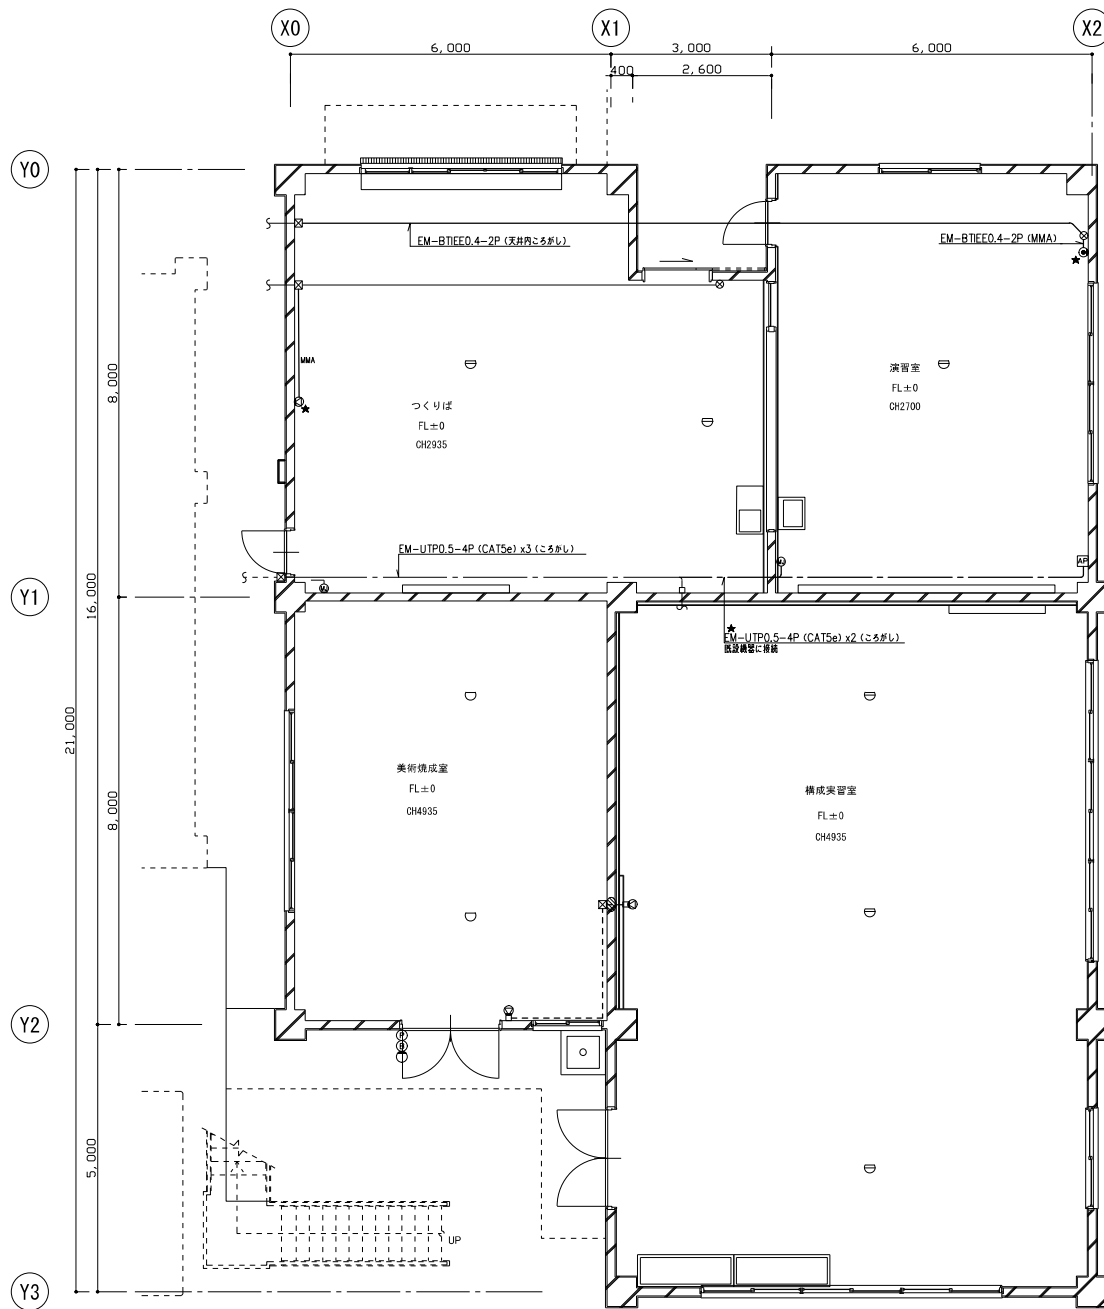 X0
X1
X2
6,000
3,000
6,000
400
2,600
Y0
EM-BTIEE0.4-2P (天井内ころがし)
EM-BTIEE0.4-2P (MMA)
★
8,000
MMA
★
つくりば
FL±0
CH2935
演習室
FL±0
CH2700
EM-UTP0.5-4P (CAT5e) x3 (ころがし)
AP
Y1
16,000
★
EM-UTP0.5-4P (CAT5e) x2 (ころがし)
既設機器に接続
21,000
8,000
美術焼成室
FL±0
CH4935
構成実習室
FL±0
CH4935
Y2
P
B
5,000
UP
Y3